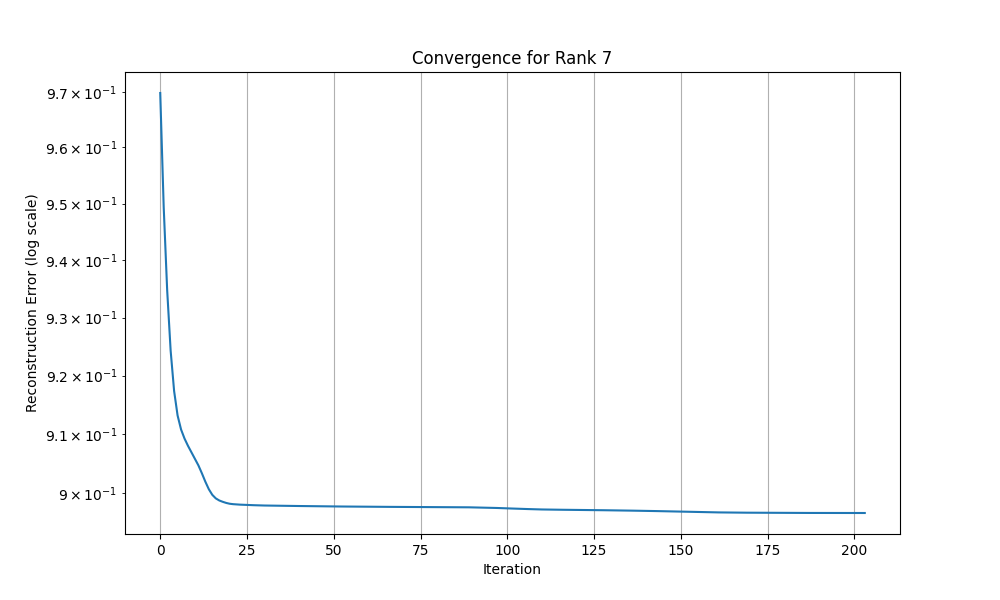 Convergence for Rank 7
Reconstruction Error (log scale)
9.7 × 10⁻¹
9.6 × 10⁻¹
9.5 × 10⁻¹
9.4 × 10⁻¹
9.3 × 10⁻¹
9.2 × 10⁻¹
9.1 × 10⁻¹
9 × 10⁻¹
0 25 50 75 100 125 150 175 200
Iteration